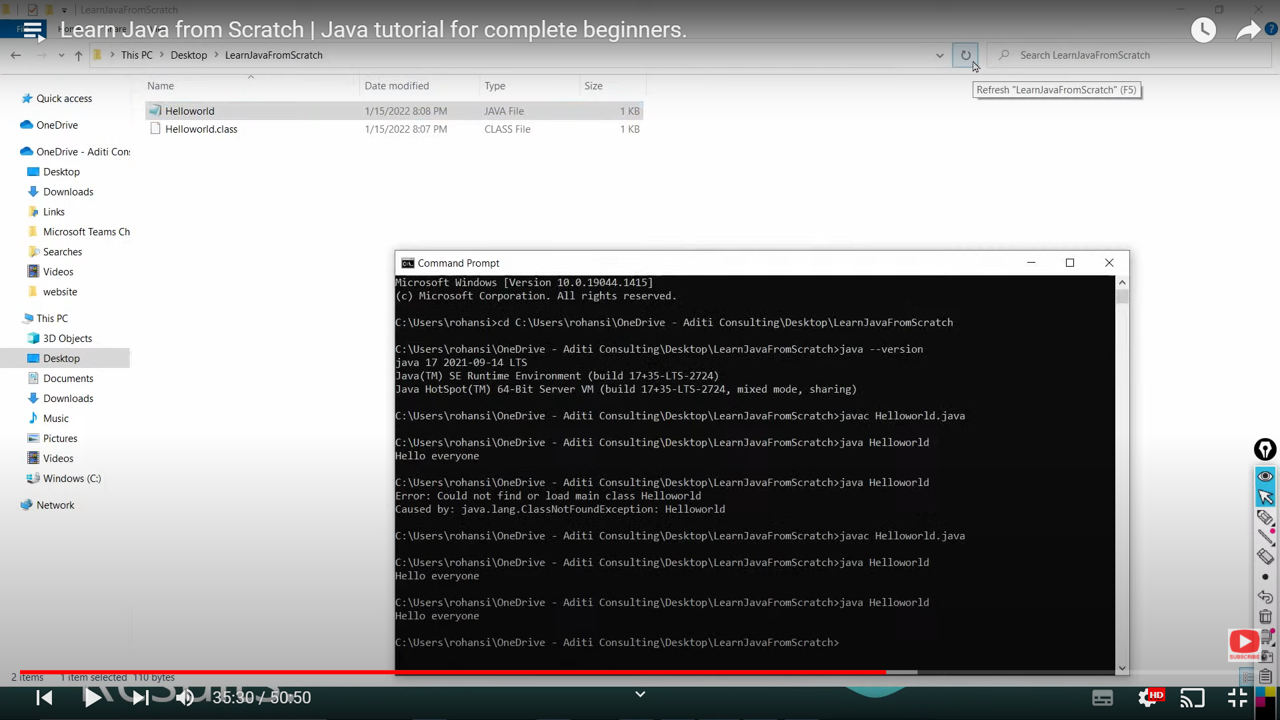 LearnJavaFromScratch
Learn Java from Scratch | Java tutorial for complete beginners.
This PC
Desktop
LearnJavaFromScratch
Search LearnJavaFromScratch
Refresh "LearnJavaFromScratch" (F5)
Name Date modified Type Size
Helloworld 1/15/2022 8:08 PM JAVA File 1 KB
Helloworld.class 1/15/2022 8:07 PM CLASS File 1 KB
Quick access
OneDrive
OneDrive - Aditi Cons
Desktop
Downloads
Links
Microsoft Teams Ch
Searches
Videos
website
This PC
3D Objects
Desktop
Documents
Downloads
Music
Pictures
Videos
Windows (C:)
Network
Command Prompt
Microsoft Windows [Version 10.0.19044.1415]
(c) Microsoft Corporation. All rights reserved.
C:\Users\rohansi>cd C:\Users\rohansi\OneDrive - Aditi Consulting\Desktop\LearnJavaFromScratch
C:\Users\rohansi\OneDrive - Aditi Consulting\Desktop\LearnJavaFromScratch>java --version
java 17 2021-09-14 LTS
Java(TM) SE Runtime Environment (build 17+35-LTS-2724)
Java HotSpot(TM) 64-Bit Server VM (build 17+35-LTS-2724, mixed mode, sharing)
C:\Users\rohansi\OneDrive - Aditi Consulting\Desktop\LearnJavaFromScratch>javac Helloworld.java
C:\Users\rohansi\OneDrive - Aditi Consulting\Desktop\LearnJavaFromScratch>java Helloworld
Hello everyone
C:\Users\rohansi\OneDrive - Aditi Consulting\Desktop\LearnJavaFromScratch>java Helloworld
Error: Could not find or load main class Helloworld
Caused by: java.lang.ClassNotFoundException: Helloworld
C:\Users\rohansi\OneDrive - Aditi Consulting\Desktop\LearnJavaFromScratch>javac Helloworld.java
C:\Users\rohansi\OneDrive - Aditi Consulting\Desktop\LearnJavaFromScratch>java Helloworld
Hello everyone
C:\Users\rohansi\OneDrive - Aditi Consulting\Desktop\LearnJavaFromScratch>java Helloworld
Hello everyone
C:\Users\rohansi\OneDrive - Aditi Consulting\Desktop\LearnJavaFromScratch>
SUBSCRIBE
2 items 1 item selected 110 bytes
35:30 / 50:50
HD